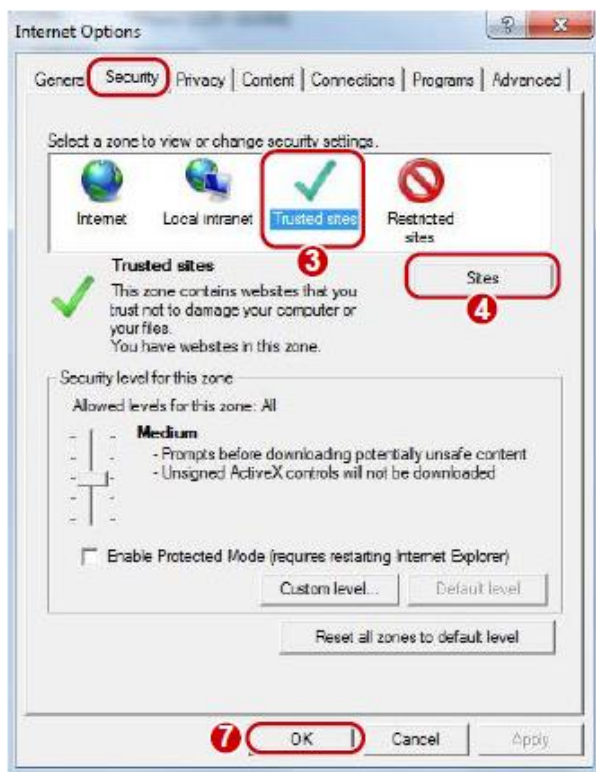 Internet Options
General Security Privacy Content Connections Programs Advanced
Select a zone to view or change security settings.
Internet Local intranet Trusted sites Restricted sites
3
Trusted sites
Sites
4
This zone contains websites that you
trust not to damage your computer or
your files.
You have websites in this zone.
Security level for this zone
Allowed levels for this zone: All
Medium
- Prompts before downloading potentially unsafe content
- Unsigned ActiveX controls will not be downloaded
Enable Protected Mode (requires restarting Internet Explorer)
Custom level... Default level
Reset all zones to default level
7 OK Cancel Apply